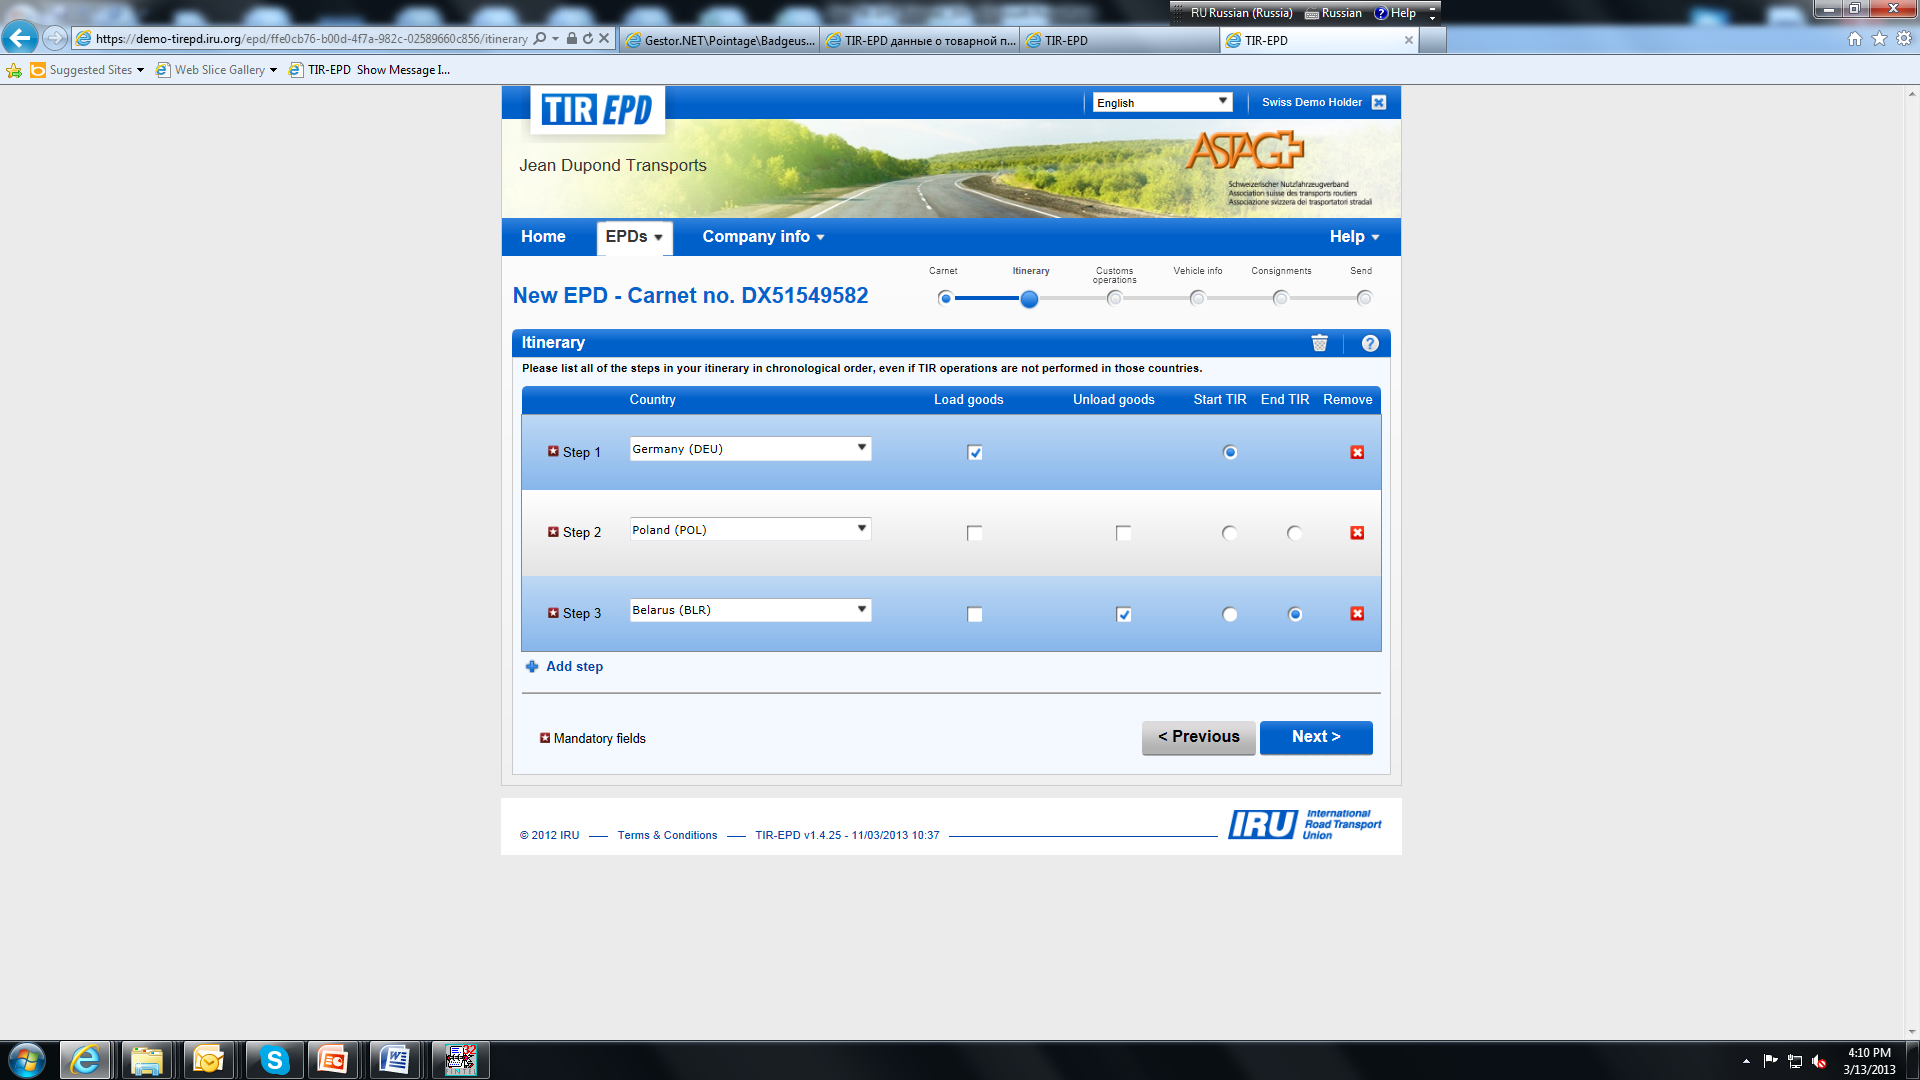 RU Russian (Russia) Russian Help
https://demo-tirepd.iru.org/epd/ffe0cb76-b00d-4f7a-982c-02589660c856/itinerary
Gestor.NET\Pointage\Badgeus...
TIR-EPD данные о товарной п...
TIR-EPD
TIR-EPD
Suggested Sites
Web Slice Gallery
TIR-EPD Show Message I...
TIR EPD
English
Swiss Demo Holder
Jean Dupond Transports
ASTAG
Schweizerischer Nutzfahrzeugverband
Association suisse des transports routiers
Associazione svizzera dei trasportatori stradali
Home EPDs Company info Help
New EPD - Carnet no. DX51549582
Carnet Itinerary Customs operations Vehicle info Consignments Send
Itinerary
Please list all of the steps in your itinerary in chronological order, even if TIR operations are not performed in those countries.
Country Load goods Unload goods Start TIR End TIR Remove
Step 1 Germany (DEU)
Step 2 Poland (POL)
Step 3 Belarus (BLR)
Add step
Mandatory fields
< Previous Next >
© 2012 IRU Terms & Conditions TIR-EPD v1.4.25 - 11/03/2013 10:37
IRU International
Road Transport
Union
4:10 PM
3/13/2013